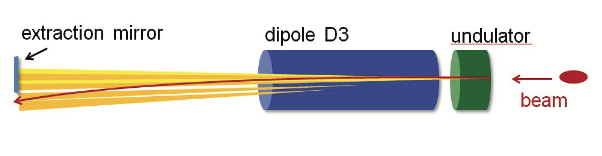 extraction mirror
dipole D3
undulator
beam